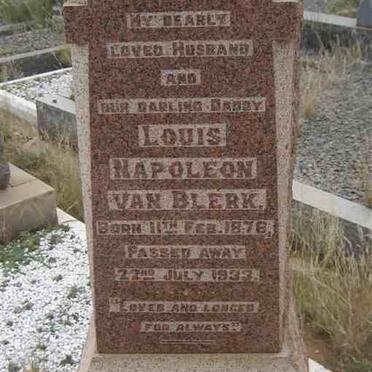 MY DEARLY
LOVED HUSBAND
AND
OUR DARLING DADDY
LOUIS
NAPOLEON
VAN BLERK,
BORN 11TH FEB. 1876,
PASSED AWAY
22ND JULY 1933.
"LOVED AND LONGED
FOR ALWAYS"